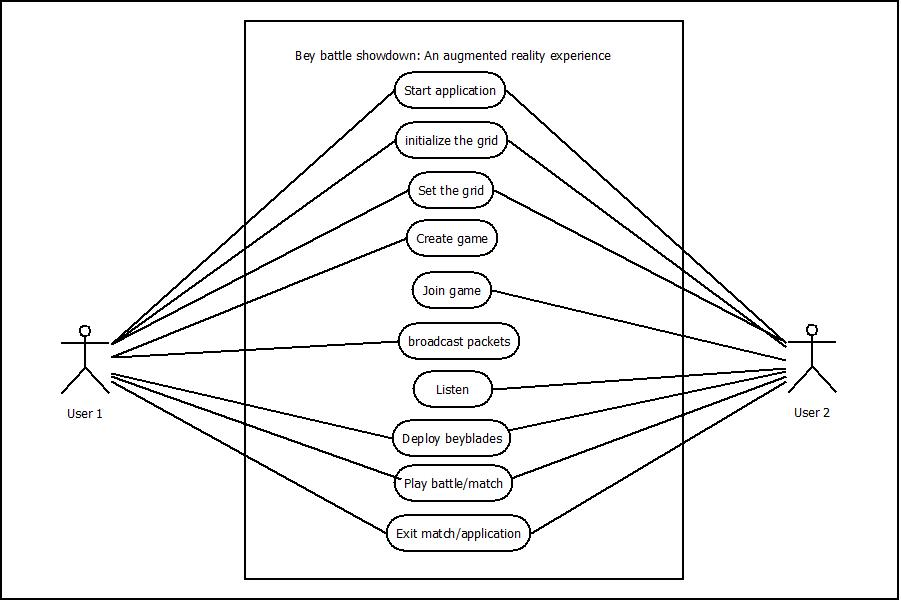 Bey battle showdown: An augmented reality experience
Start application
initialize the grid
Set the grid
Create game
Join game
broadcast packets
Listen
Deploy beyblades
Play battle/match
Exit match/application
User 1
User 2